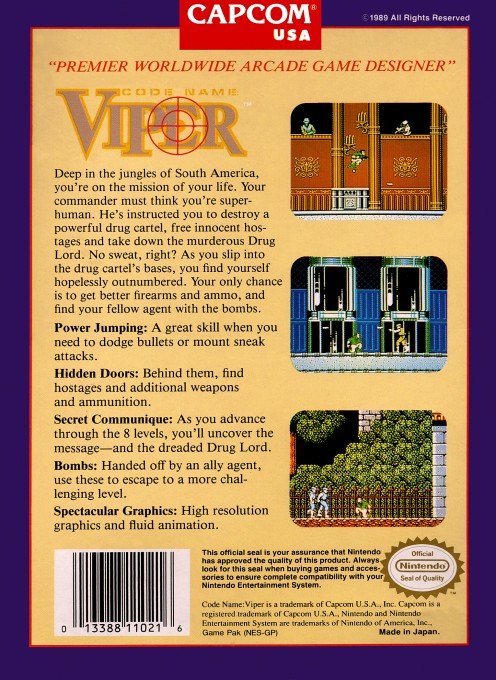 CAPCOM®
USA
©1989 All Rights Reserved
“PREMIER WORLDWIDE ARCADE GAME DESIGNER”
CODE NAME
VIPER™
Deep in the jungles of South America,
you're on the mission of your life. Your
commander must think you're super-
human. He's instructed you to destroy a
powerful drug cartel, free innocent hos-
tages and take down the murderous Drug
Lord. No sweat, right? As you slip into
the drug cartel's bases, you find yourself
hopelessly outnumbered. Your only chance
is to get better firearms and ammo, and
find your fellow agent with the bombs.
Power Jumping: A great skill when you
need to dodge bullets or mount sneak
attacks.
Hidden Doors: Behind them, find
hostages and additional weapons
and ammunition.
Secret Communique: As you advance
through the 8 levels, you'll uncover the
message—and the dreaded Drug Lord.
Bombs: Handed off by an ally agent,
use these to escape to a more chal-
lenging level.
Spectacular Graphics: High resolution
graphics and fluid animation.
0 13388 11021 6
This official seal is your assurance that Nintendo
has approved the quality of this product. Always
look for this seal when buying games and acces-
sories to ensure complete compatibility with your
Nintendo Entertainment System.
Official
Nintendo
Seal of Quality
™
Code Name:Viper is a trademark of Capcom U.S.A., Inc. Capcom is a
registered trademark of Capcom U.S.A., Nintendo and Nintendo
Entertainment System are trademarks of Nintendo of America, Inc.,
Game Pak (NES-GP)
Made in Japan.